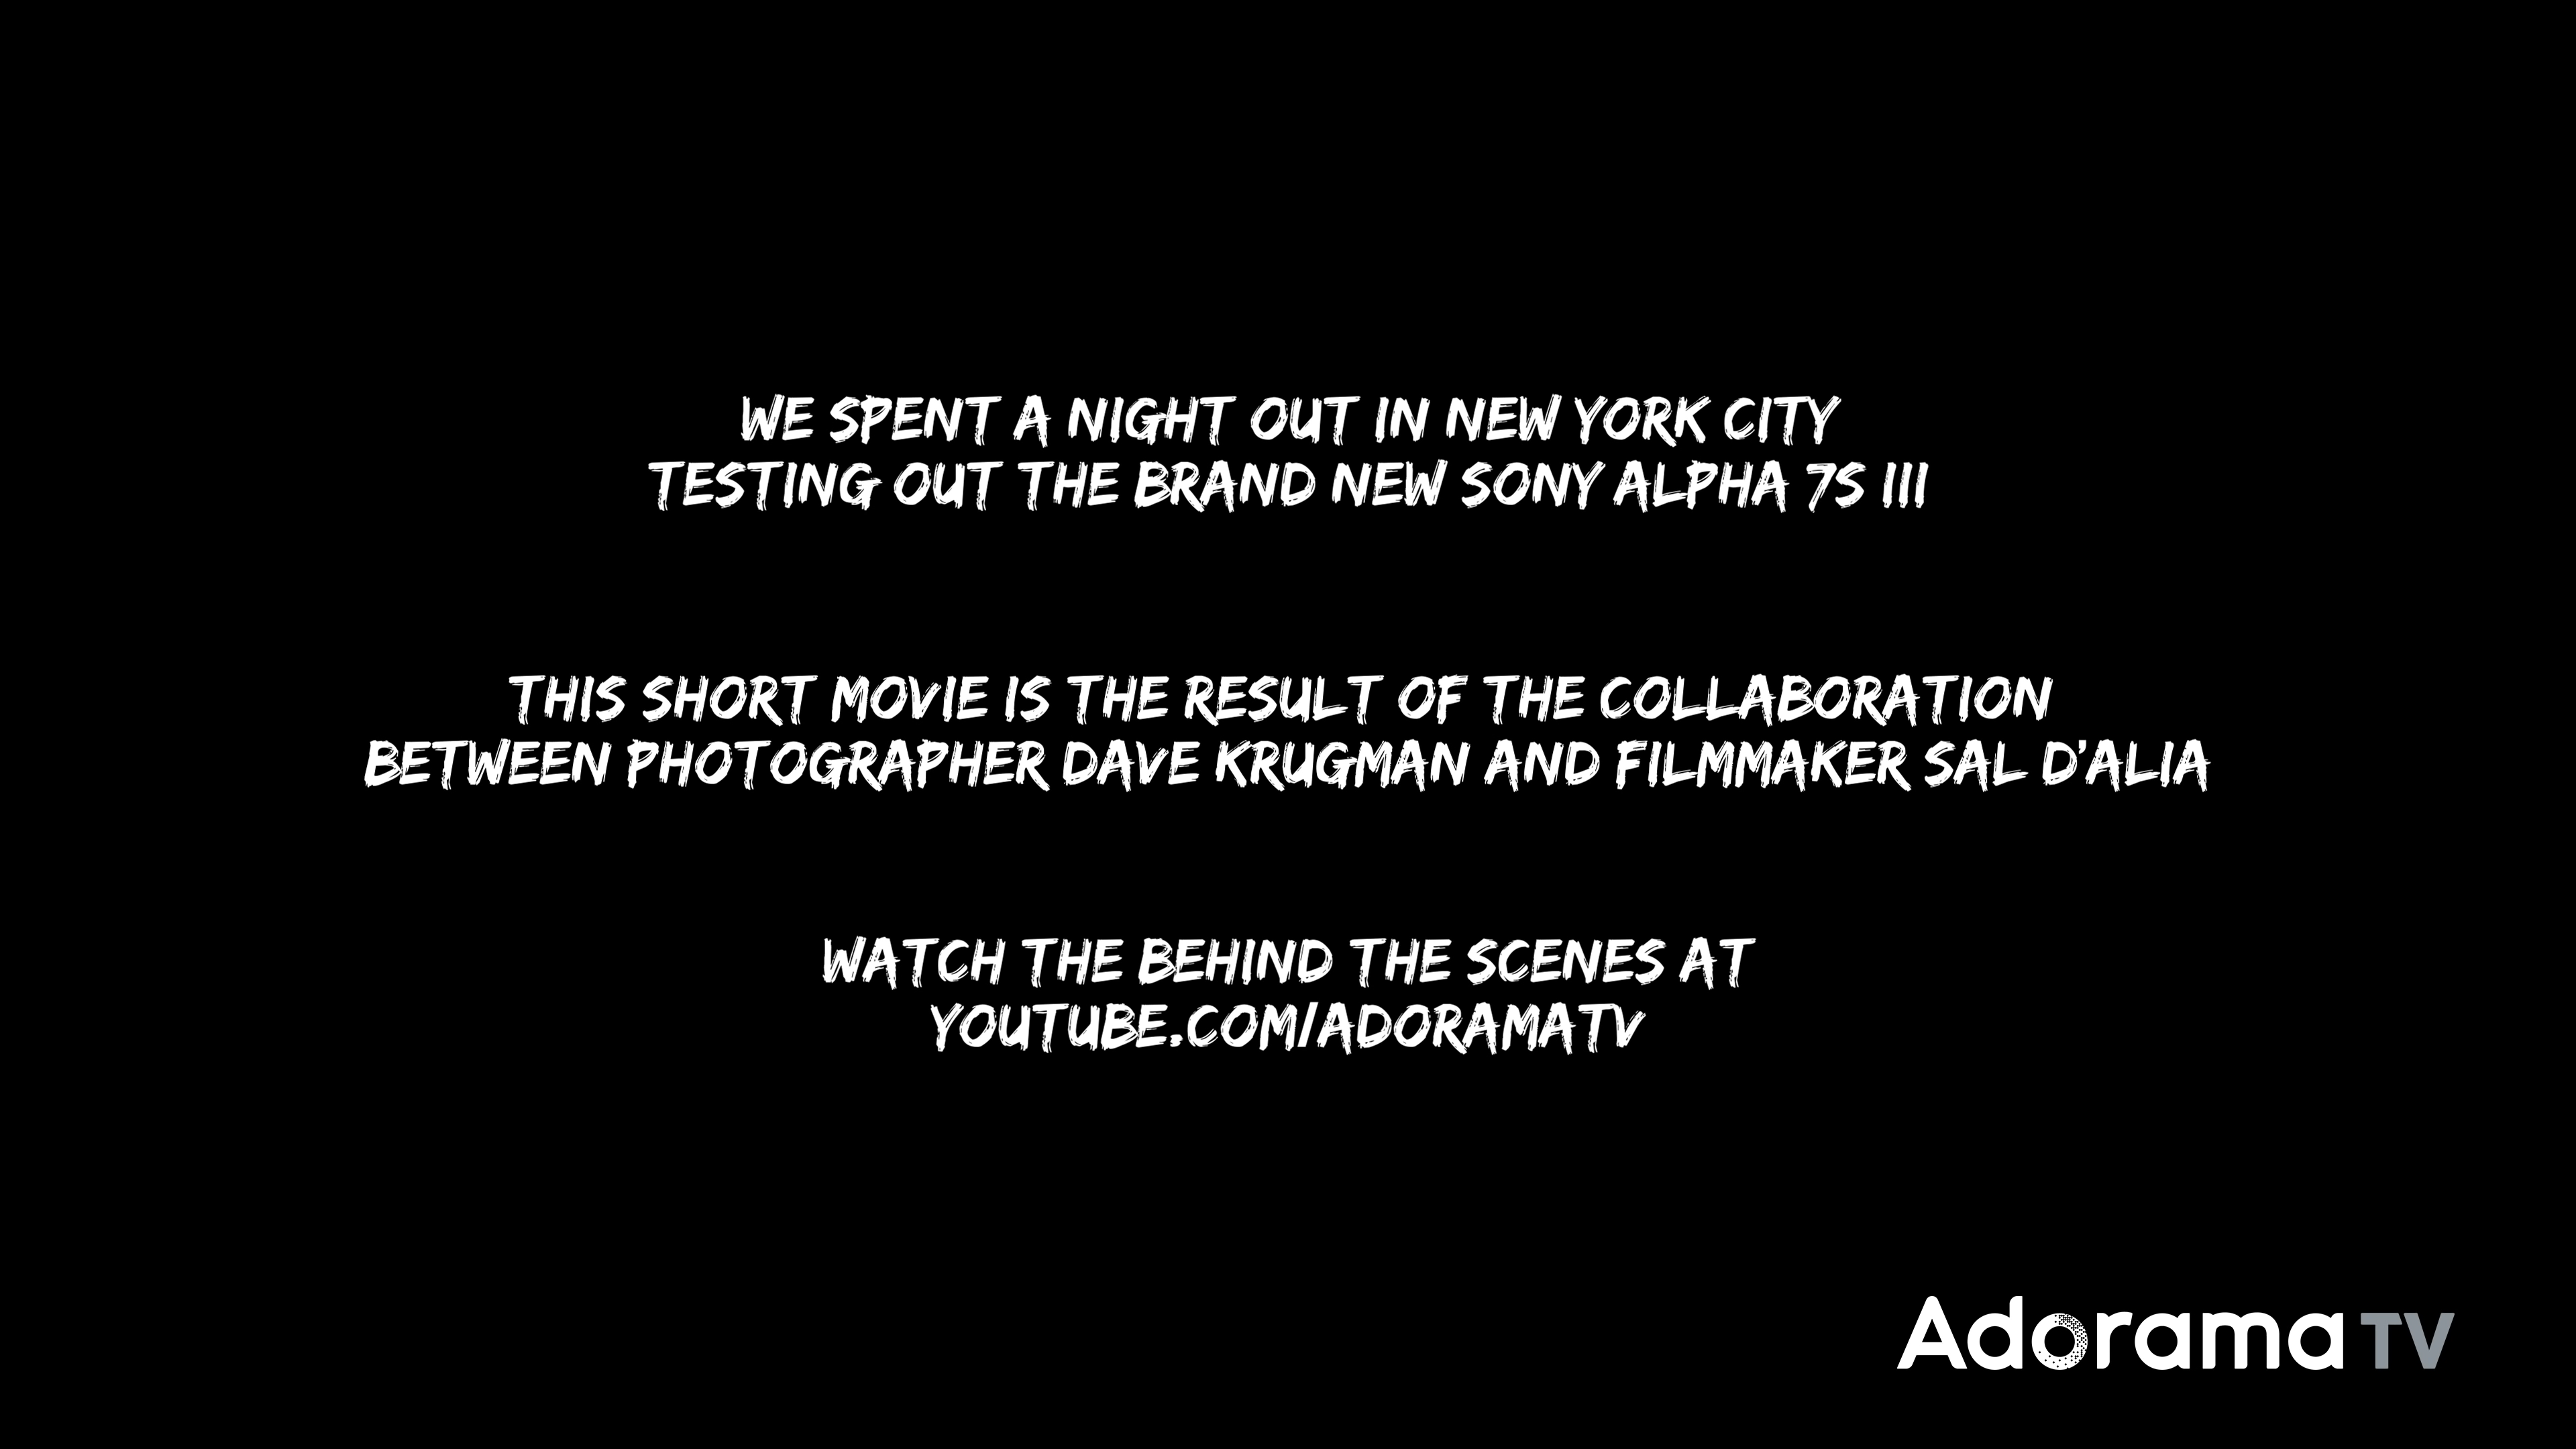 WE SPENT A NIGHT OUT IN NEW YORK CITY
TESTING OUT THE BRAND NEW SONY ALPHA 7S III
THIS SHORT MOVIE IS THE RESULT OF THE COLLABORATION
BETWEEN PHOTOGRAPHER DAVE KRUGMAN AND FILMMAKER SAL D'ALIA
WATCH THE BEHIND THE SCENES AT
YOUTUBE.COM/ADORAMATV
Adorama TV